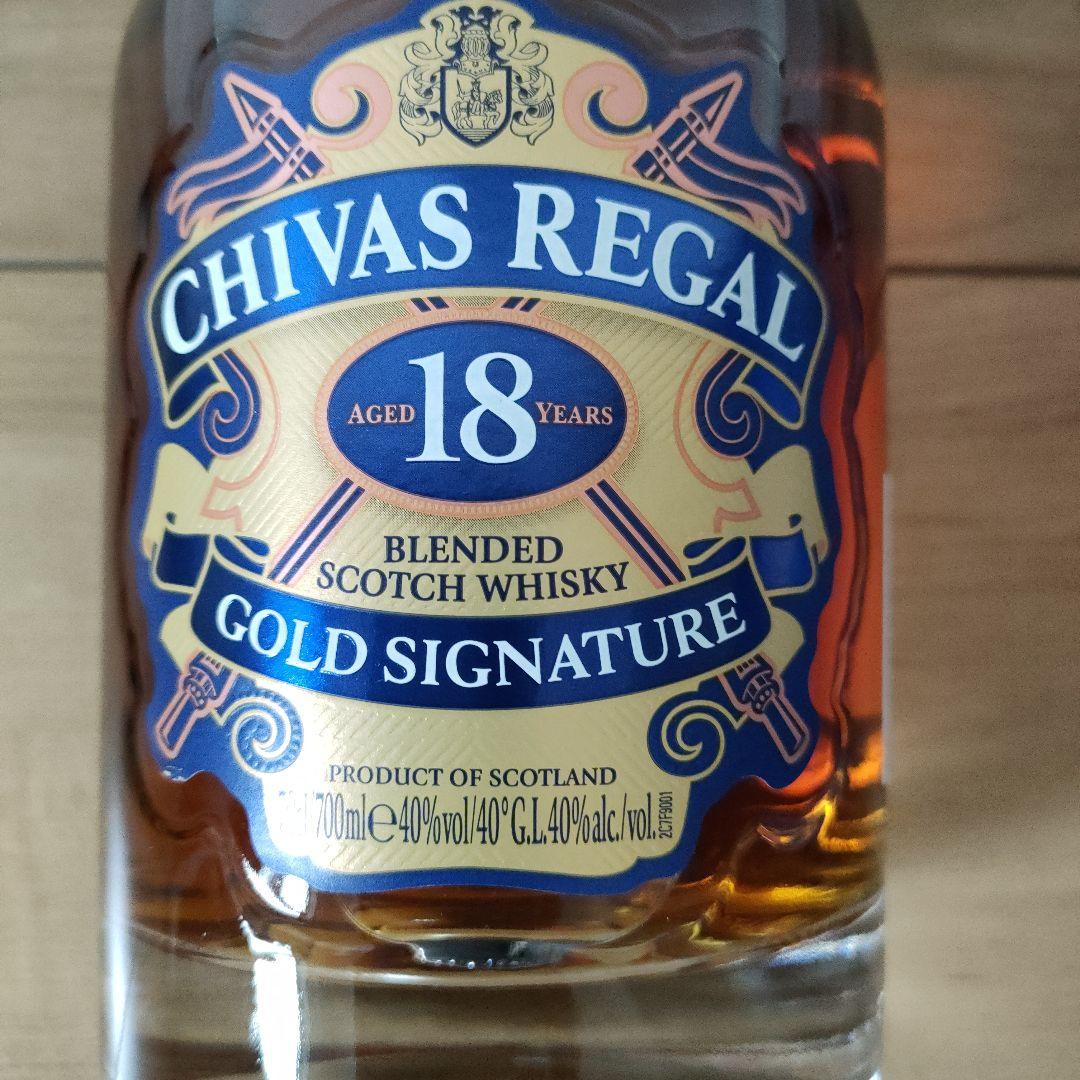 CHIVAS REGAL
AGED 18 YEARS
BLENDED
SCOTCH WHISKY
GOLD SIGNATURE
PRODUCT OF SCOTLAND
700ml℮40%vol/40°G.L.40%alc./vol.
2C7F9001